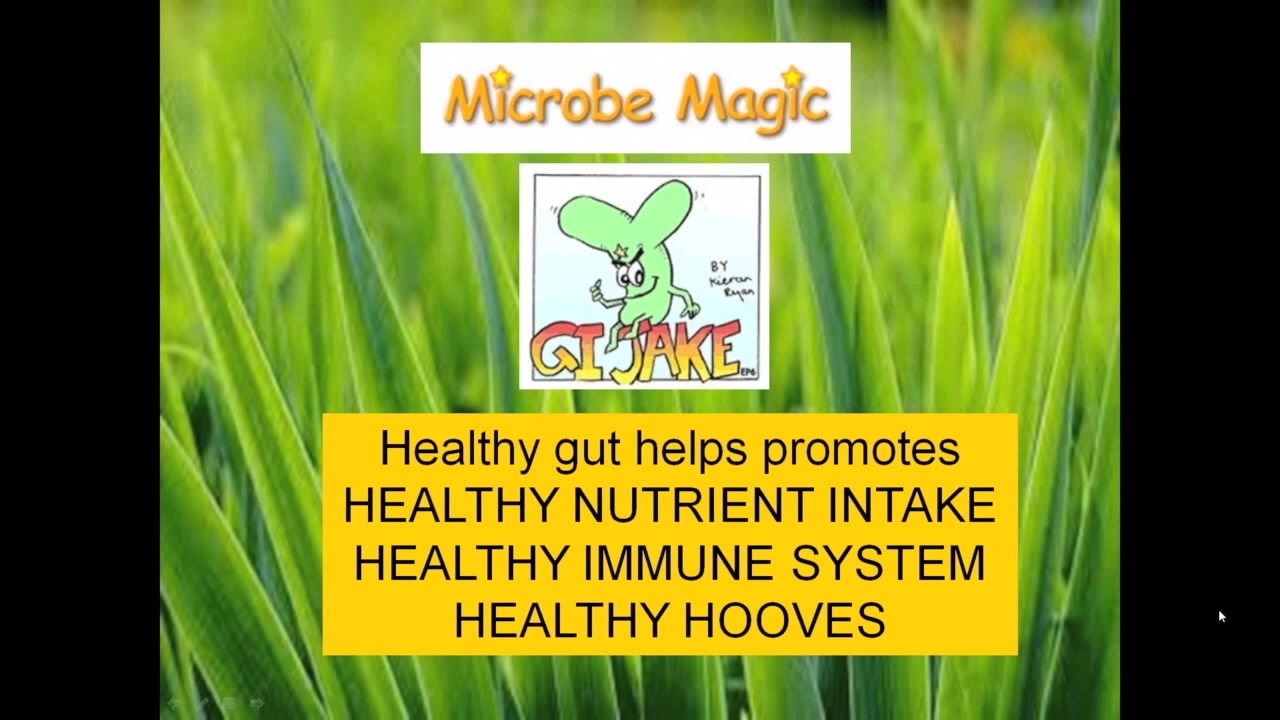 Microbe Magic
BY
Kieran
Ryan
GI JAKE
EP6
Healthy gut helps promotes
HEALTHY NUTRIENT INTAKE
HEALTHY IMMUNE SYSTEM
HEALTHY HOOVES